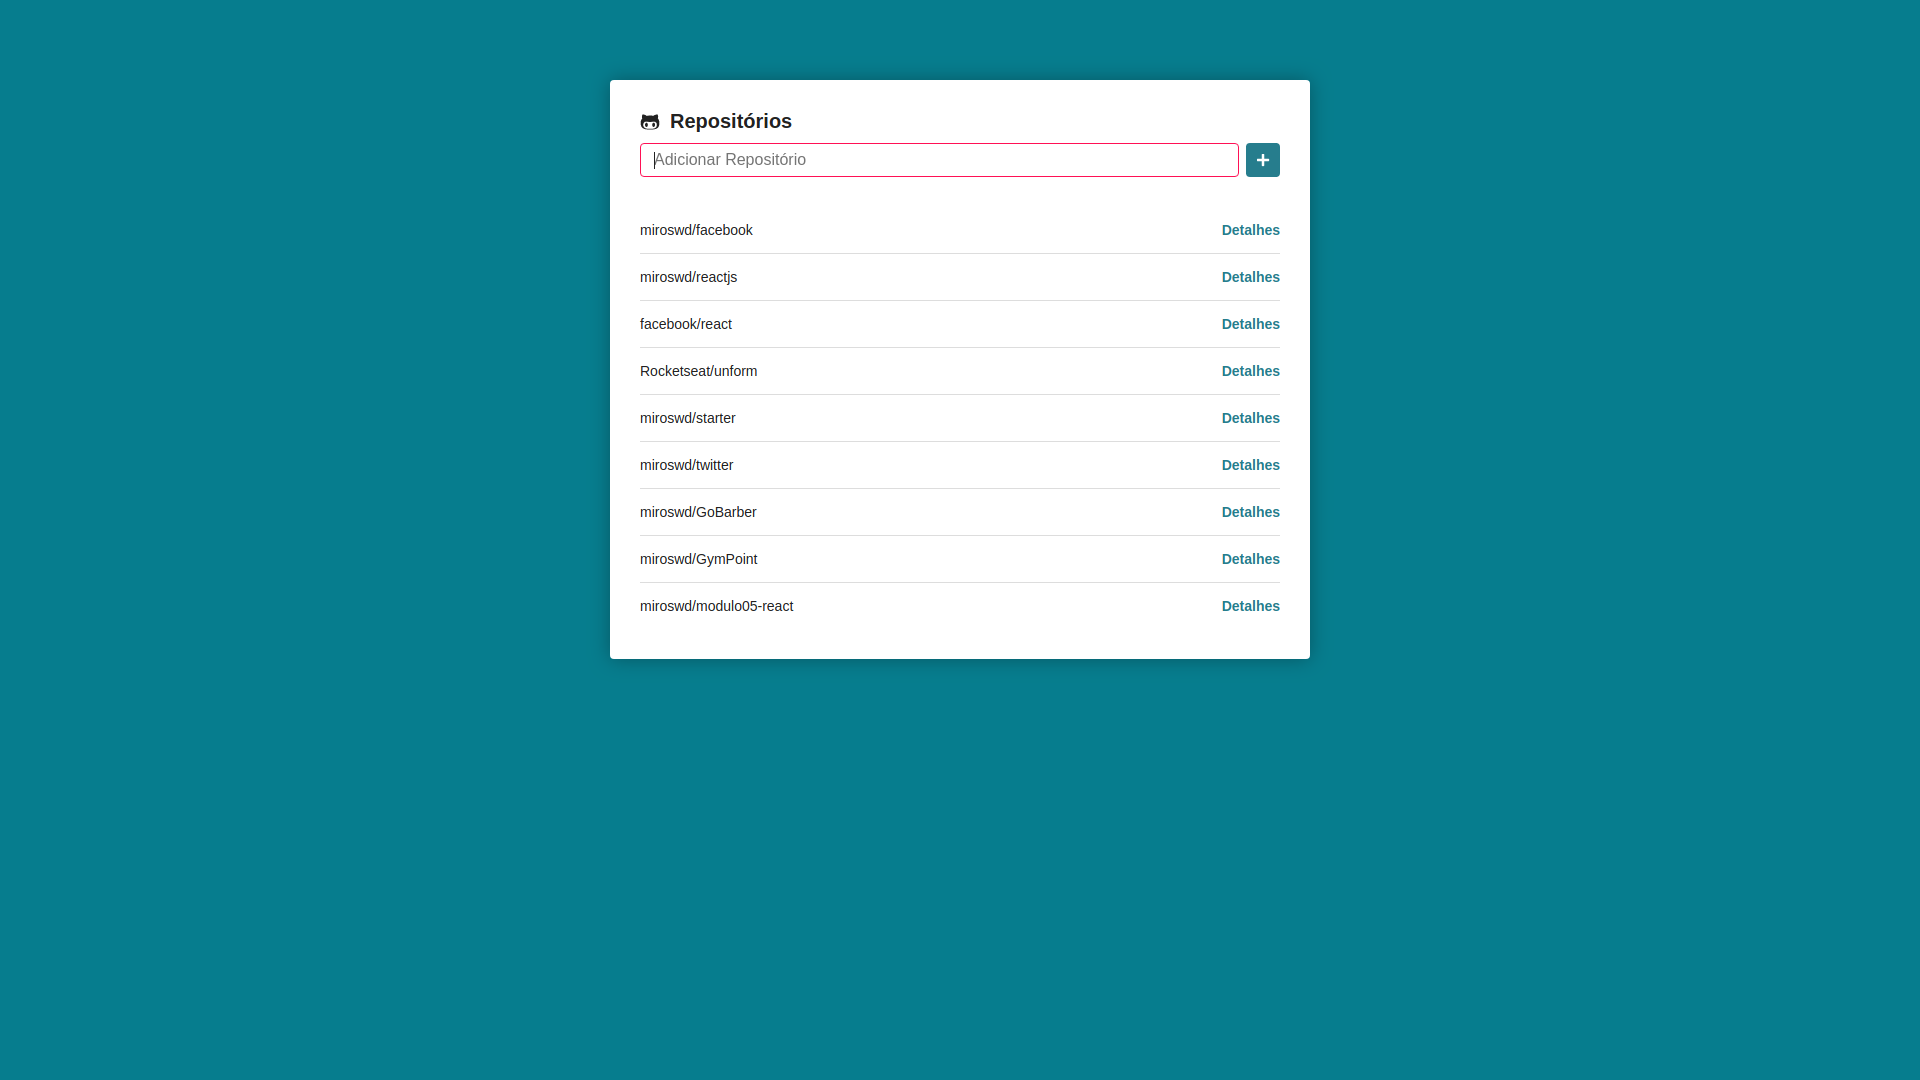 Repositórios
Adicionar Repositório
miroswd/facebook Detalhes
miroswd/reactjs Detalhes
facebook/react Detalhes
Rocketseat/unform Detalhes
miroswd/starter Detalhes
miroswd/twitter Detalhes
miroswd/GoBarber Detalhes
miroswd/GymPoint Detalhes
miroswd/modulo05-react Detalhes